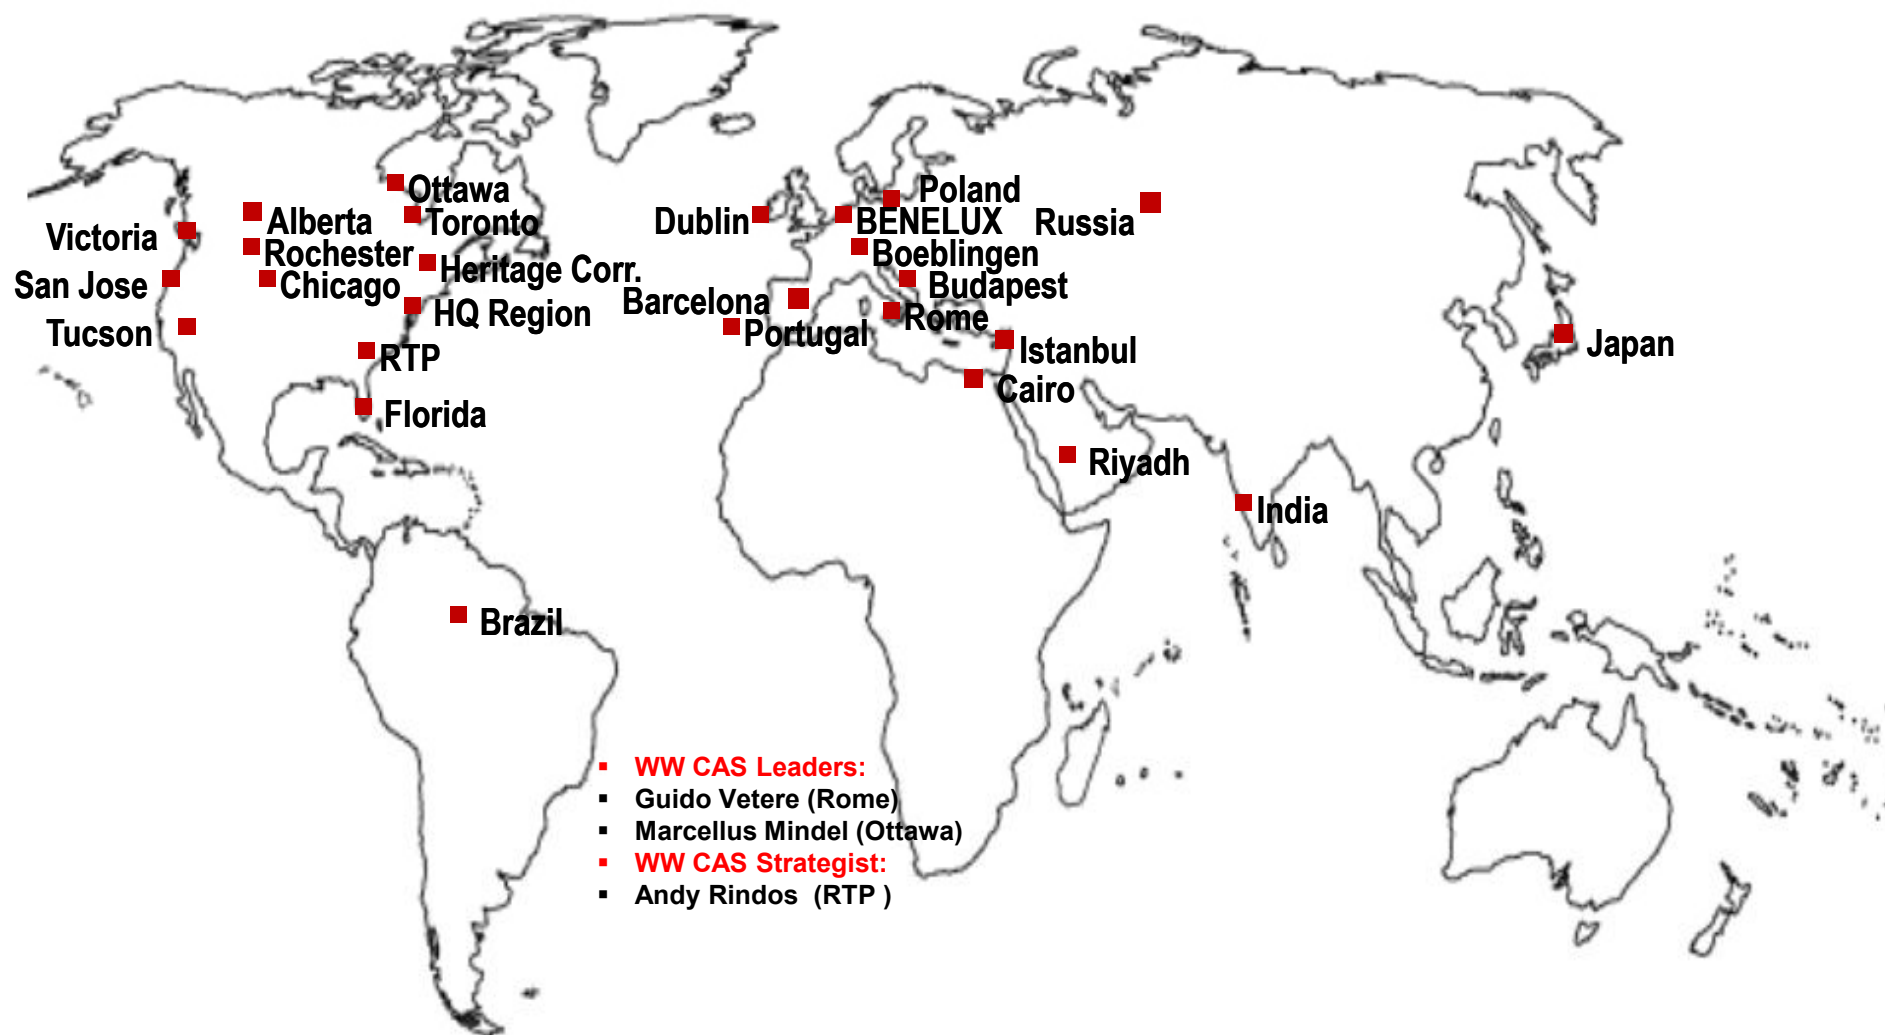 Ottawa
Poland
Alberta
Toronto
Dublin
BENELUX
Russia
Victoria
Rochester
Boeblingen
Heritage Corr.
San Jose
Chicago
Budapest
Barcelona
HQ Region
Rome
Tucson
Portugal
Istanbul
Japan
RTP
Cairo
Florida
Riyadh
India
Brazil
▪ WW CAS Leaders:
▪ Guido Vetere (Rome)
▪ Marcellus Mindel (Ottawa)
▪ WW CAS Strategist:
▪ Andy Rindos (RTP )